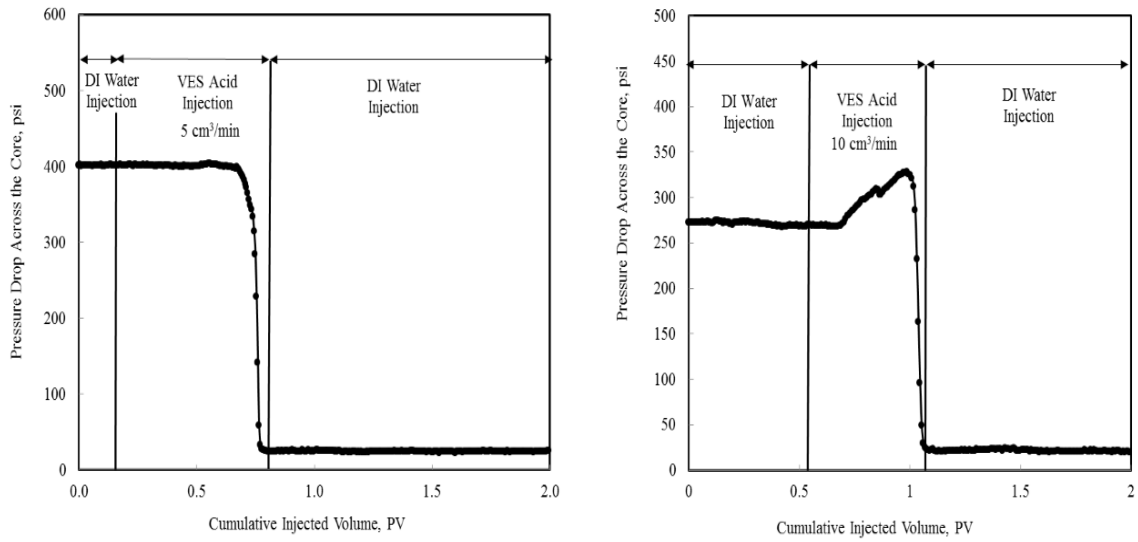 600
500
400
300
200
100
0
Pressure Drop Across the Core, psi
DI Water
Injection
VES Acid
Injection
5 cm³/min
DI Water
Injection
0.0
0.5
1.0
1.5
2.0
Cumulative Injected Volume, PV
500
450
400
350
300
250
200
150
100
50
0
Pressure Drop Across the Core, psi
DI Water
Injection
VES Acid
Injection
10 cm³/min
DI Water
Injection
0
0.5
1
1.5
2
Cumulative Injected Volume, PV